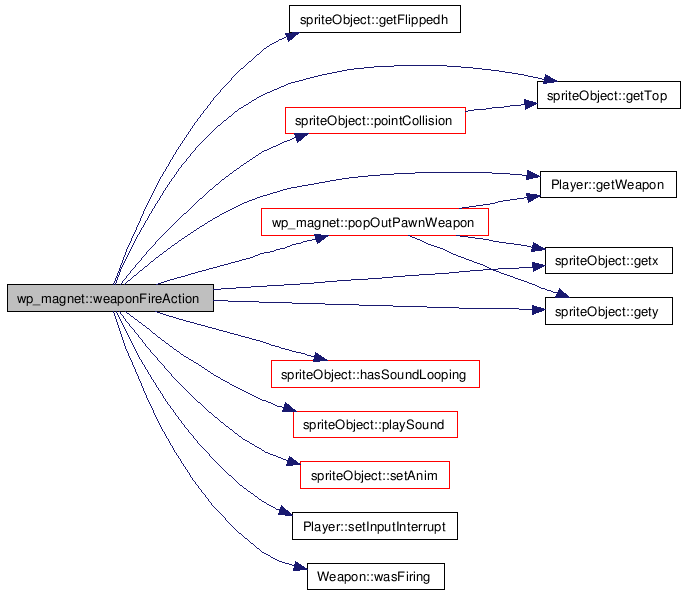 spriteObject::getFlippedh
spriteObject::getTop
spriteObject::pointCollision
Player::getWeapon
wp_magnet::popOutPawnWeapon
spriteObject::getx
wp_magnet::weaponFireAction
spriteObject::gety
spriteObject::hasSoundLooping
spriteObject::playSound
spriteObject::setAnim
Player::setInputInterrupt
Weapon::wasFiring